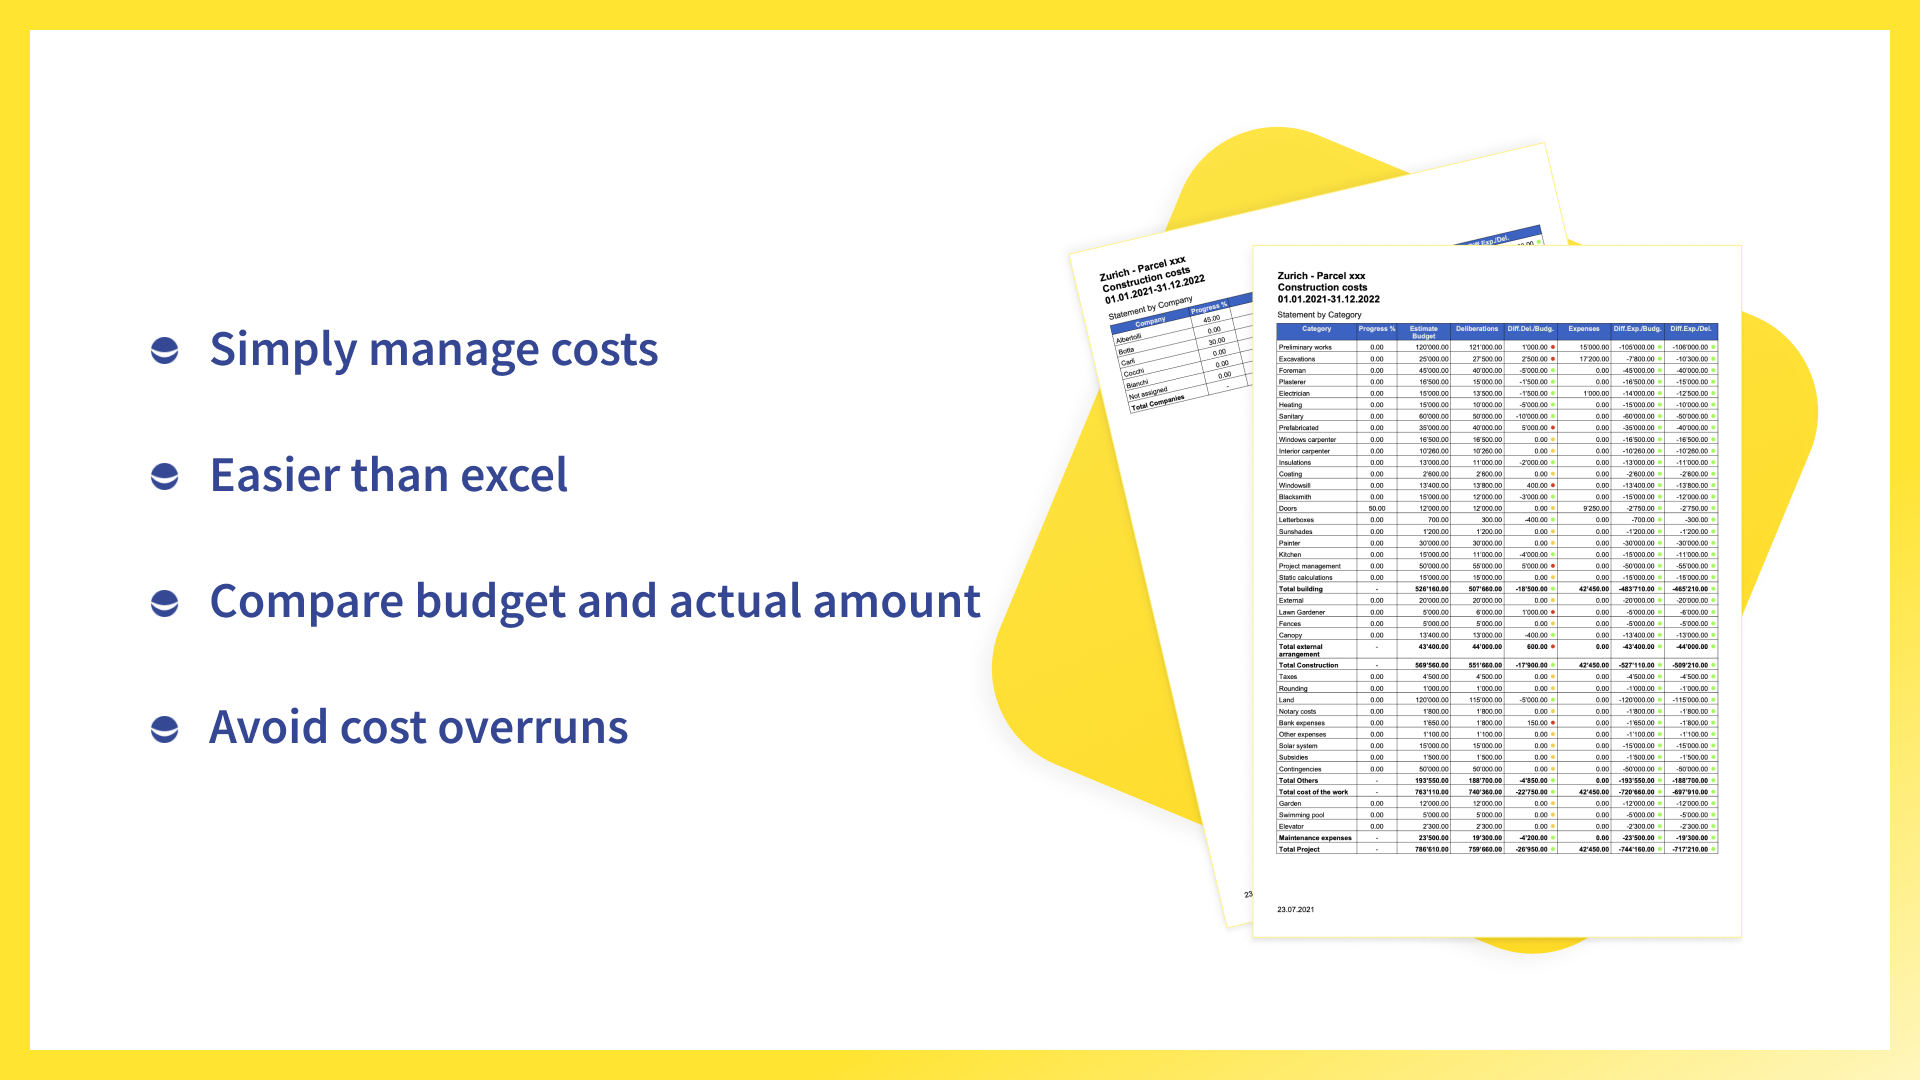 Simply manage costs
Easier than excel
Compare budget and actual amount
Avoid cost overruns
Zurich - Parcel xxx
Construction costs
01.01.2021-31.12.2022
Statement by Company
Company Progress %
Albertolli 45.00
Botta 0.00
Carli 30.00
Cocchi 0.00
Bianchi 0.00
Not assigned 0.00
Total Companies -
Exp./Del.
23
Zurich - Parcel xxx
Construction costs
01.01.2021-31.12.2022
Statement by Category
Category Progress % Estimate Budget Deliberations Diff.Del./Budg. Expenses Diff.Exp./Budg. Diff.Exp./Del.
Preliminary works 0.00 120'000.00 121'000.00 1'000.00 15'000.00 -105'000.00 -106'000.00
Excavations 0.00 25'000.00 27'500.00 2'500.00 17'200.00 -7'800.00 -10'300.00
Foreman 0.00 45'000.00 40'000.00 -5'000.00 0.00 -45'000.00 -40'000.00
Plasterer 0.00 16'500.00 15'000.00 -1'500.00 0.00 -16'500.00 -15'000.00
Electrician 0.00 15'000.00 13'500.00 -1'500.00 1'000.00 -14'000.00 -12'500.00
Heating 0.00 15'000.00 10'000.00 -5'000.00 0.00 -15'000.00 -10'000.00
Sanitary 0.00 60'000.00 50'000.00 -10'000.00 0.00 -60'000.00 -50'000.00
Prefabricated 0.00 35'000.00 40'000.00 5'000.00 0.00 -35'000.00 -40'000.00
Windows carpenter 0.00 16'500.00 16'500.00 0.00 0.00 -16'500.00 -16'500.00
Interior carpenter 0.00 10'260.00 10'260.00 0.00 0.00 -10'260.00 -10'260.00
Insulations 0.00 13'000.00 11'000.00 -2'000.00 0.00 -13'000.00 -11'000.00
Coating 0.00 2'600.00 2'600.00 0.00 0.00 -2'600.00 -2'600.00
Windowsill 0.00 13'400.00 13'800.00 400.00 0.00 -13'400.00 -13'800.00
Blacksmith 0.00 15'000.00 12'000.00 -3'000.00 0.00 -15'000.00 -12'000.00
Doors 50.00 12'000.00 12'000.00 0.00 9'250.00 -2'750.00 -2'750.00
Letterboxes 0.00 700.00 300.00 -400.00 0.00 -700.00 -300.00
Sunshades 0.00 1'200.00 1'200.00 0.00 0.00 -1'200.00 -1'200.00
Painter 0.00 30'000.00 30'000.00 0.00 0.00 -30'000.00 -30'000.00
Kitchen 0.00 15'000.00 11'000.00 -4'000.00 0.00 -15'000.00 -11'000.00
Project management 0.00 50'000.00 55'000.00 5'000.00 0.00 -50'000.00 -55'000.00
Static calculations 0.00 15'000.00 15'000.00 0.00 0.00 -15'000.00 -15'000.00
Total building - 526'160.00 507'660.00 -18'500.00 42'450.00 -483'710.00 -465'210.00
External 0.00 20'000.00 20'000.00 0.00 0.00 -20'000.00 -20'000.00
Lawn Gardener 0.00 5'000.00 6'000.00 1'000.00 0.00 -5'000.00 -6'000.00
Fences 0.00 5'000.00 5'000.00 0.00 0.00 -5'000.00 -5'000.00
Canopy 0.00 13'400.00 13'000.00 -400.00 0.00 -13'400.00 -13'000.00
Total external arrangement - 43'400.00 44'000.00 600.00 0.00 -43'400.00 -44'000.00
Total Construction - 569'560.00 551'660.00 -17'900.00 42'450.00 -527'110.00 -509'210.00
Taxes 0.00 4'500.00 4'500.00 0.00 0.00 -4'500.00 -4'500.00
Rounding 0.00 1'000.00 1'000.00 0.00 0.00 -1'000.00 -1'000.00
Land 0.00 120'000.00 115'000.00 -5'000.00 0.00 -120'000.00 -115'000.00
Notary costs 0.00 1'800.00 1'800.00 0.00 0.00 -1'800.00 -1'800.00
Bank expenses 0.00 1'650.00 1'800.00 150.00 0.00 -1'650.00 -1'800.00
Other expenses 0.00 1'100.00 1'100.00 0.00 0.00 -1'100.00 -1'100.00
Solar system 0.00 15'000.00 15'000.00 0.00 0.00 -15'000.00 -15'000.00
Subsidies 0.00 1'500.00 1'500.00 0.00 0.00 -1'500.00 -1'500.00
Contingencies 0.00 50'000.00 50'000.00 0.00 0.00 -50'000.00 -50'000.00
Total Others - 193'550.00 188'700.00 -4'850.00 0.00 -193'550.00 -188'700.00
Total cost of the work - 763'110.00 740'360.00 -22'750.00 42'450.00 -720'660.00 -697'910.00
Garden 0.00 12'000.00 12'000.00 0.00 0.00 -12'000.00 -12'000.00
Swimming pool 0.00 5'000.00 5'000.00 0.00 0.00 -5'000.00 -5'000.00
Elevator 0.00 2'300.00 2'300.00 0.00 0.00 -2'300.00 -2'300.00
Maintenance expenses - 23'500.00 19'300.00 -4'200.00 0.00 -23'500.00 -19'300.00
Total Project - 786'610.00 759'660.00 -26'950.00 42'450.00 -744'160.00 -717'210.00
23.07.2021